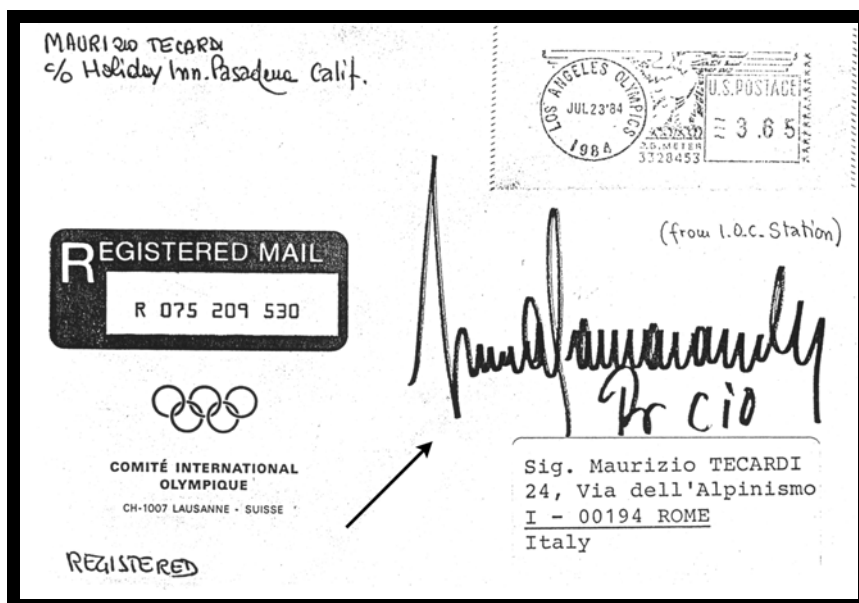 MAURIZIO TECARDI
c/o Holiday Inn. Pasadena Calif.
LOS ANGELES OLYMPICS
JUL 23'84
1984
U.S. POSTAGE
3.65
P.B. METER
3328453
(from I.O.C. Station)
REGISTERED MAIL
R 075 209 530
Samaranch
Pr CiO
COMITÉ INTERNATIONAL
OLYMPIQUE
CH-1007 LAUSANNE - SUISSE
REGISTERED
Sig. Maurizio TECARDI
24, Via dell'Alpinismo
I - 00194 ROME
Italy